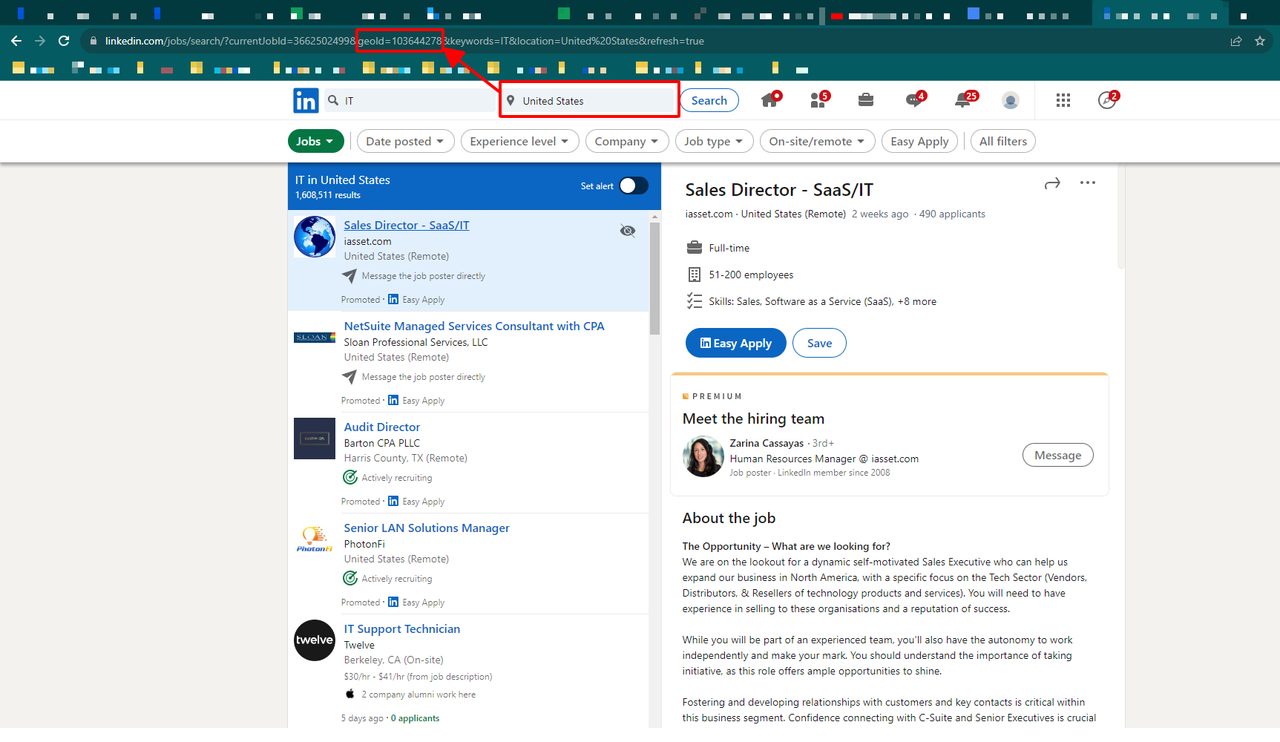 linkedin.com/jobs/search/?currentJobId=3662502499&geoId=103644278&keywords=IT&location=United%20States&refresh=true
in IT United States Search 5 4 25 2
Jobs Date posted Experience level Company Job type On-site/remote Easy Apply All filters
IT in United States
1,608,511 results
Set alert
Sales Director - SaaS/IT
iasset.com
United States (Remote)
Message the job poster directly
Promoted · in Easy Apply
SLOAN
NetSuite Managed Services Consultant with CPA
Sloan Professional Services, LLC
United States (Remote)
Message the job poster directly
Promoted · in Easy Apply
Audit Director
Barton CPA PLLC
Harris County, TX (Remote)
Actively recruiting
Promoted · in Easy Apply
PhotonFi
Senior LAN Solutions Manager
PhotonFi
United States (Remote)
Actively recruiting
Promoted · in Easy Apply
twelve
IT Support Technician
Twelve
Berkeley, CA (On-site)
$30/hr - $41/hr (from job description)
2 company alumni work here
5 days ago · 0 applicants
Sales Director - SaaS/IT
iasset.com · United States (Remote) 2 weeks ago · 490 applicants
Full-time
51-200 employees
Skills: Sales, Software as a Service (SaaS), +8 more
in Easy Apply Save
PREMIUM
Meet the hiring team
Zarina Cassayas · 3rd+
Human Resources Manager @ iasset.com
Job poster · LinkedIn member since 2008
Message
About the job
The Opportunity – What are we looking for?
We are on the lookout for a dynamic self-motivated Sales Executive who can help us
expand our business in North America, with a specific focus on the Tech Sector (Vendors,
Distributors, & Resellers of technology products and services). You will need to have
experience in selling to these organisations and a reputation of success.
While you will be part of an experienced team, you'll also have the autonomy to work
independently and make your mark. You should understand the importance of taking
initiative, as this role offers ample opportunities to shine.
Fostering and developing relationships with customers and key contacts is critical within
this business segment. Confidence connecting with C-Suite and Senior Executives is crucial